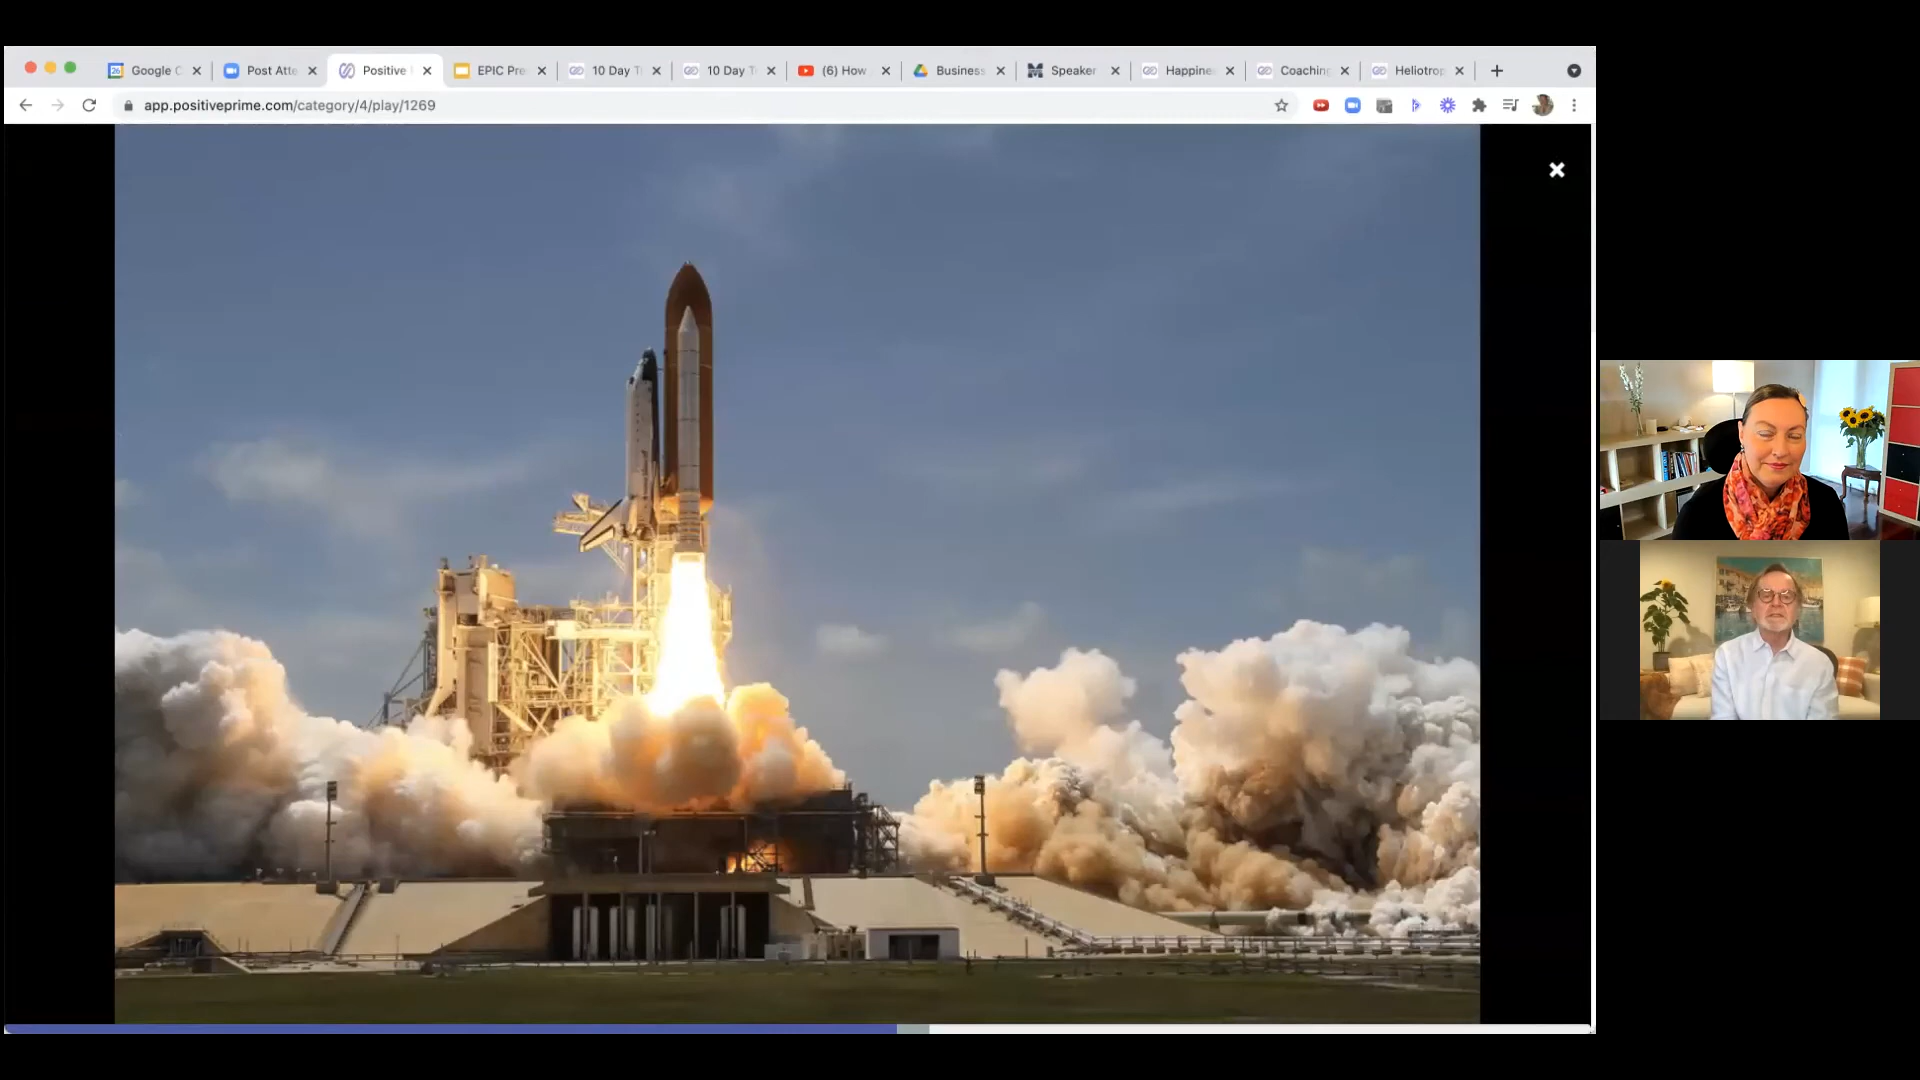 Google C
Post Atte
Positive
EPIC Pre
10 Day T
10 Day T
(6) How
Business
Speaker
Happine
Coaching
Heliotrop
app.positiveprime.com/category/4/play/1269